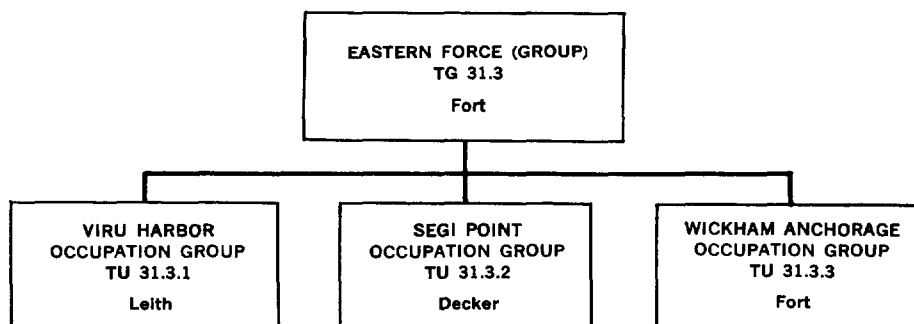 EASTERN FORCE (GROUP)
TG 31.3
Fort
VIRU HARBOR
OCCUPATION GROUP
TU 31.3.1
Leith
SEGI POINT
OCCUPATION GROUP
TU 31.3.2
Decker
WICKHAM ANCHORAGE
OCCUPATION GROUP
TU 31.3.3
Fort